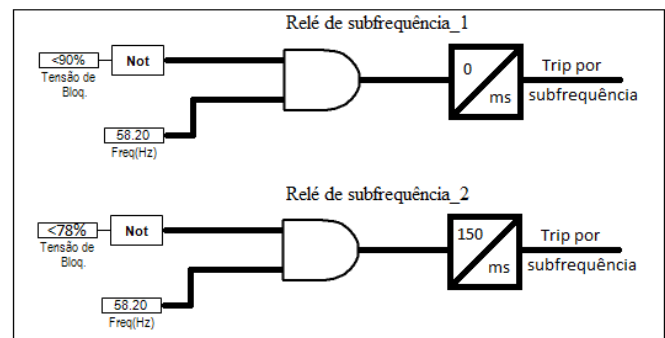 Relé de subfrequência_1
<90%
Tensão de
Bloq.
Not
58.20
Freq(Hz)
0
ms
Trip por
subfrequência
Relé de subfrequência_2
<78%
Tensão de
Bloq.
Not
58.20
Freq(Hz)
150
ms
Trip por
subfrequência